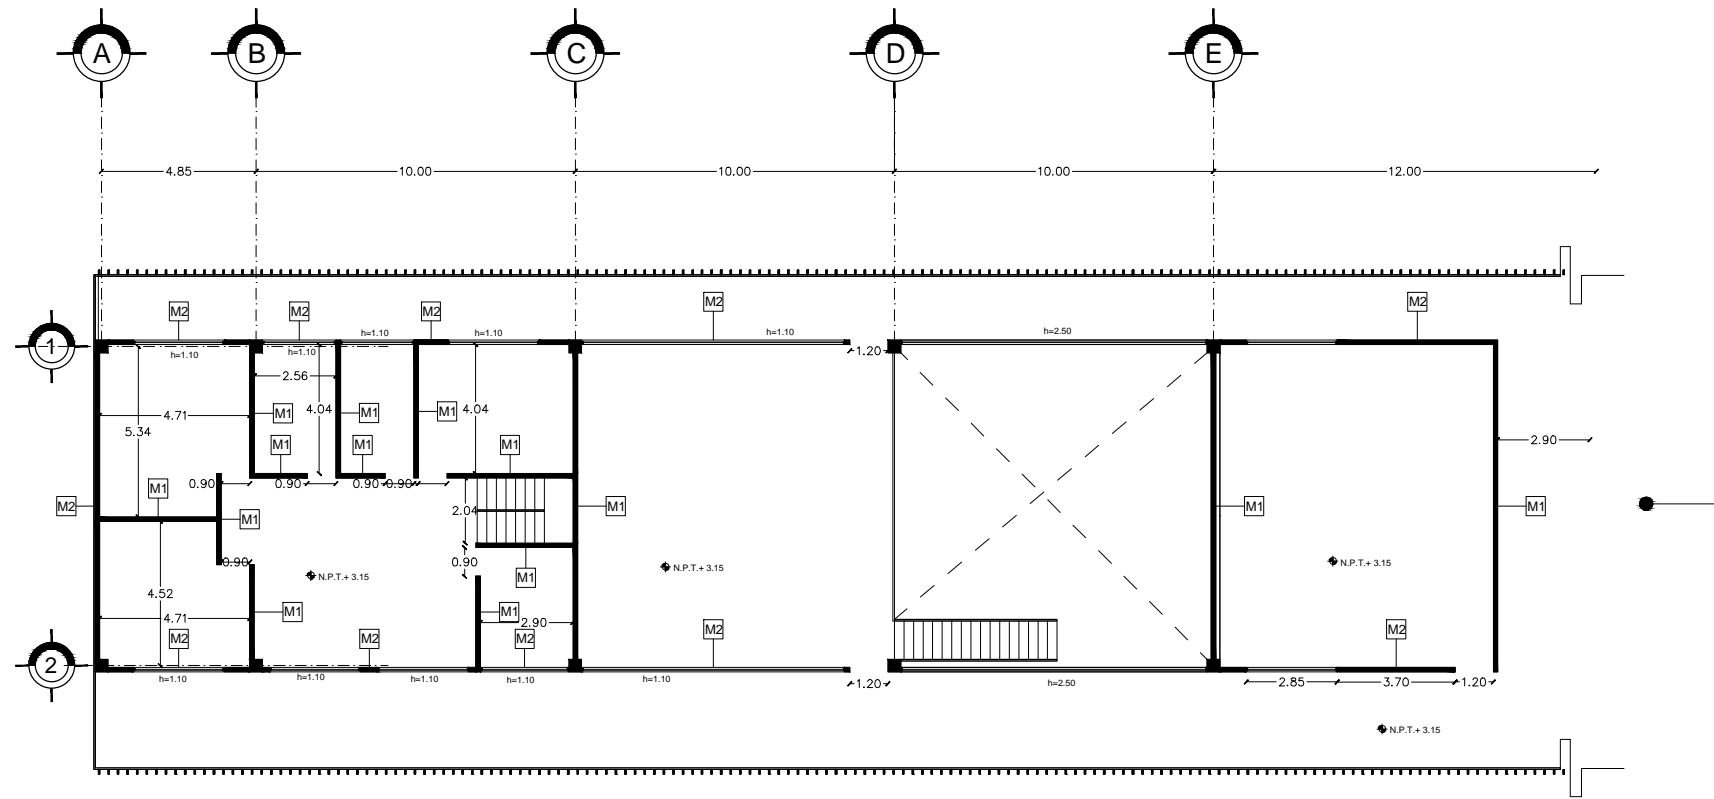 A B C D E
4.85 10.00 10.00 10.00 12.00
M2 M2 M2 M2 M2
h=1.10 h=1.10 h=1.10 h=2.50
1
h=1.10 h=1.10 1.20 1.20
2.56
4.71 M1 4.04 M1 M1 4.04
5.34 2.90
M1 M1 M1
0.90 0.90 0.90 0.90
M1
M2 M1 2.04 M1 M1 M1
0.90 0.90
N.P.T.+ 3.15 N.P.T.+ 3.15 N.P.T.+ 3.15
M1
4.52
4.71 M1 M1 2.90
M2 M2 M2 M2 M2
2
h=1.10 h=1.10 h=1.10 h=1.10 h=1.10 1.20 h=2.50 2.85 3.70 1.20
N.P.T.+ 3.15